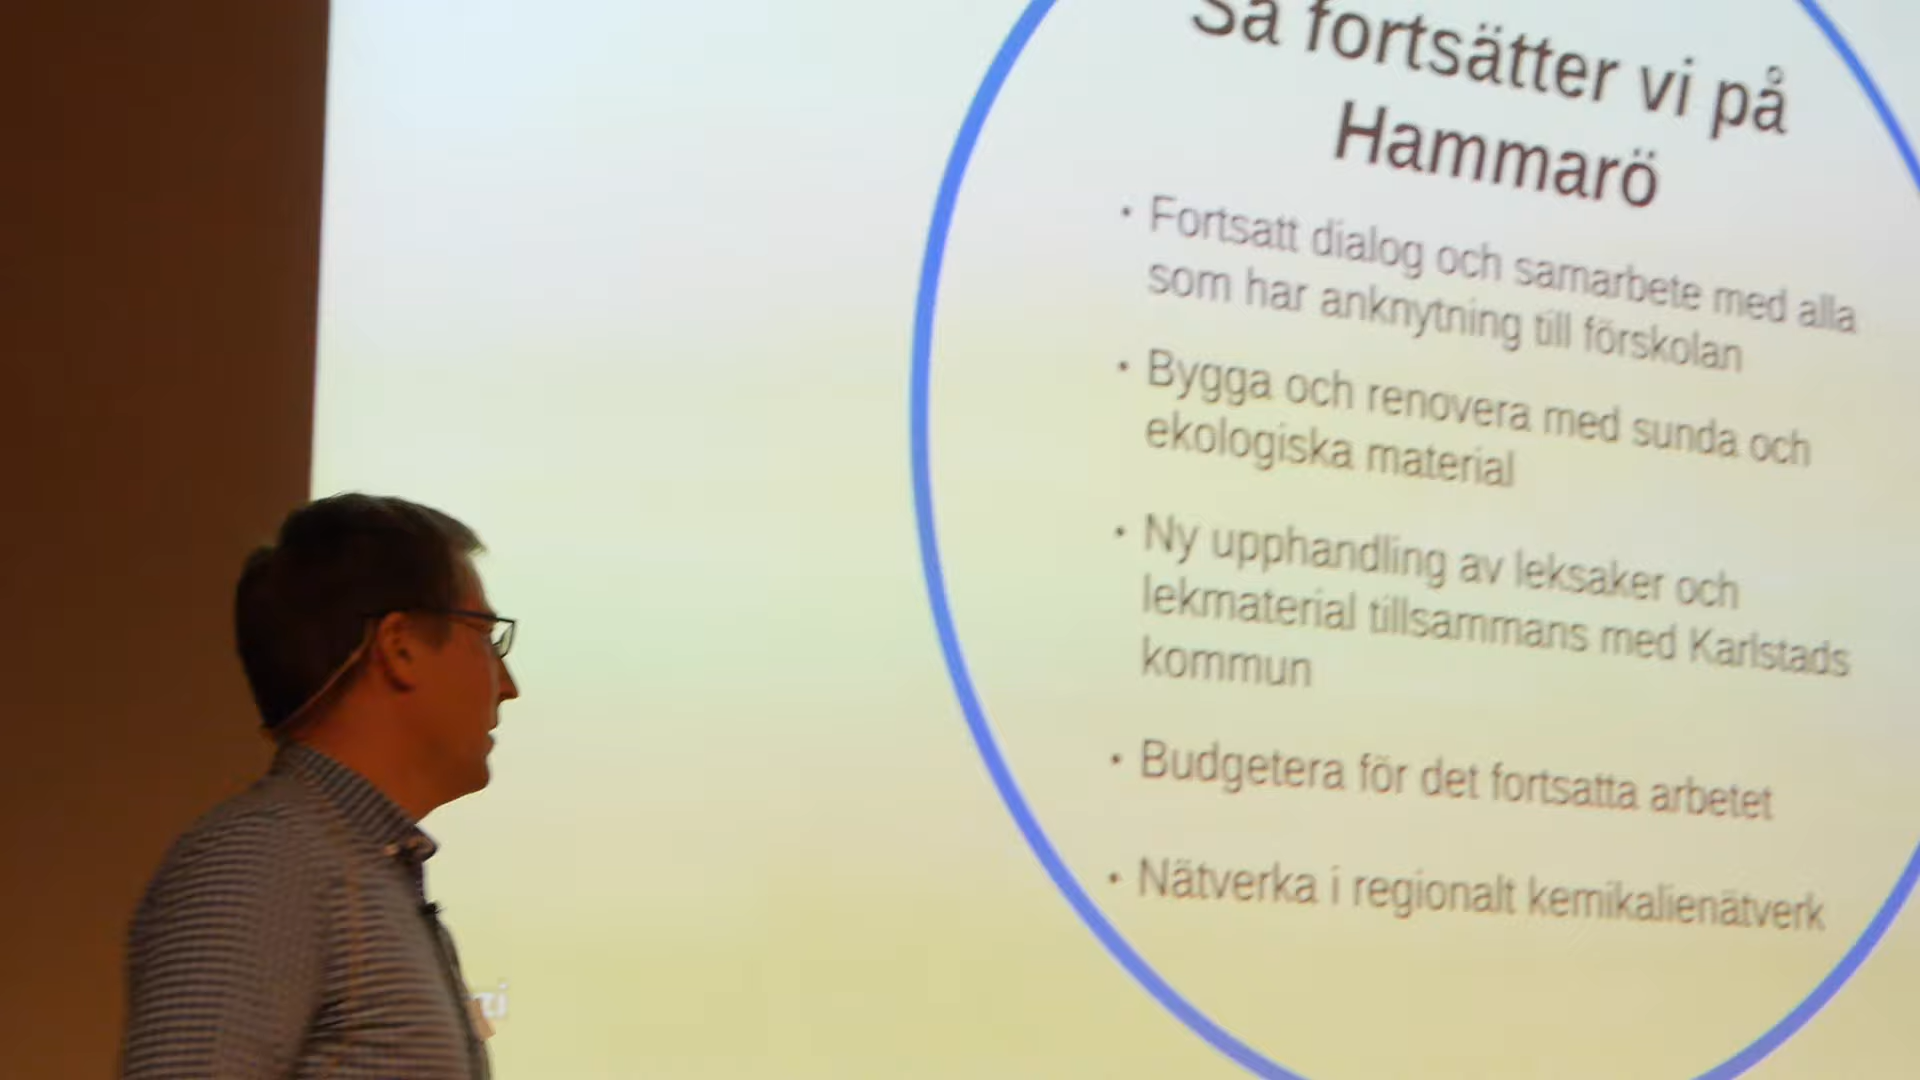 Så fortsätter vi på
Hammarö
• Fortsatt dialog och samarbete med alla
som har anknytning till förskolan
• Bygga och renovera med sunda och
ekologiska material
• Ny upphandling av leksaker och
lekmaterial tillsammans med Karlstads
kommun
• Budgetera för det fortsatta arbetet
• Nätverka i regionalt kemikalienätverk